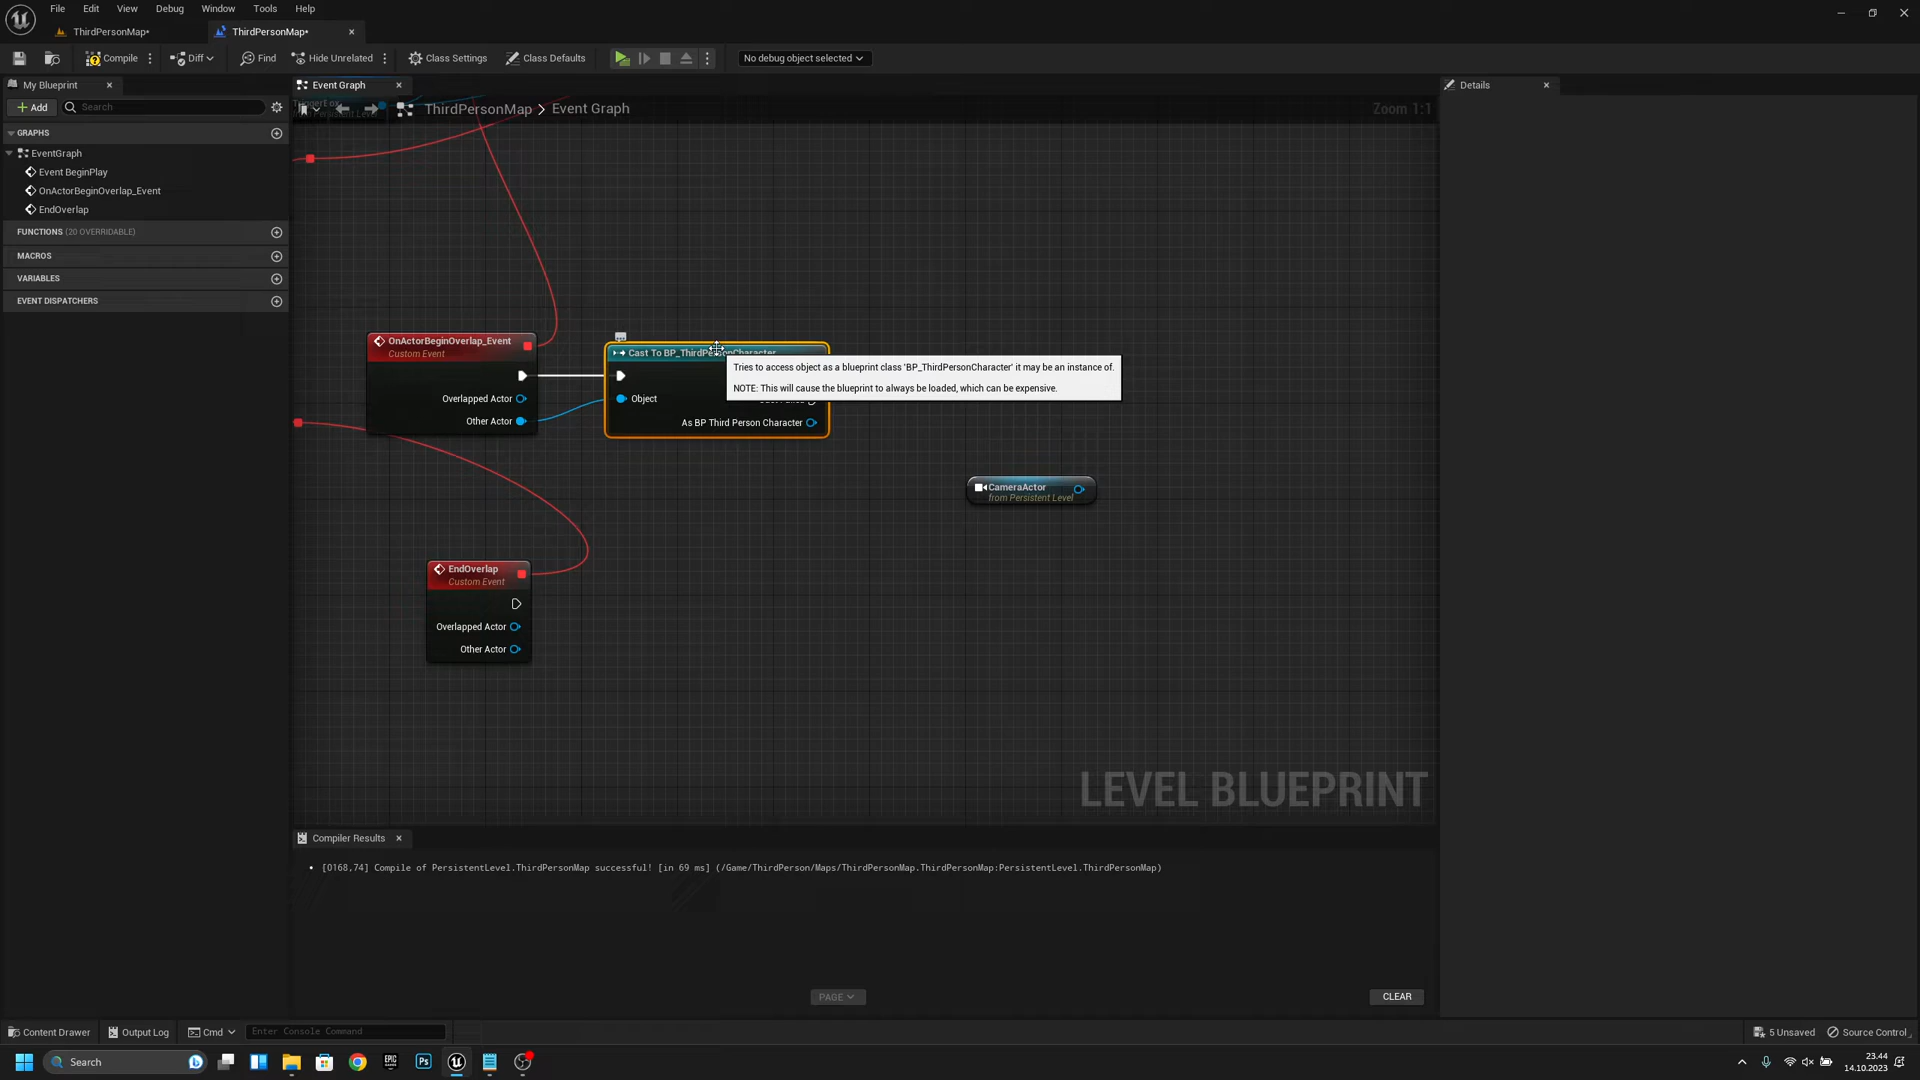 File Edit View Debug Window Tools Help
ThirdPersonMap•
ThirdPersonMap•
Compile
Diff
Find
Hide Unrelated
Class Settings
Class Defaults
No debug object selected
My Blueprint
Event Graph
Details
Add
Search
ThirdPersonMap > Event Graph
Zoom 1:1
GRAPHS
EventGraph
Event BeginPlay
OnActorBeginOverlap_Event
EndOverlap
FUNCTIONS (20 OVERRIDABLE)
MACROS
VARIABLES
EVENT DISPATCHERS
OnActorBeginOverlap_Event
Custom Event
Overlapped Actor
Other Actor
Cast To BP_ThirdPersonCharacter
Object
As BP Third Person Character
Tries to access object as a blueprint class 'BP_ThirdPersonCharacter' it may be an instance of.
NOTE: This will cause the blueprint to always be loaded, which can be expensive.
CameraActor
from Persistent Level
EndOverlap
Custom Event
Overlapped Actor
Other Actor
LEVEL BLUEPRINT
Compiler Results
[0168,74] Compile of PersistentLevel.ThirdPersonMap successful! [in 69 ms] (/Game/ThirdPerson/Maps/ThirdPersonMap.ThirdPersonMap:PersistentLevel.ThirdPersonMap)
PAGE
CLEAR
Content Drawer
Output Log
Cmd
Enter Console Command
5 Unsaved
Source Control
Search
EPIC
Ps
23.44
14.10.2023